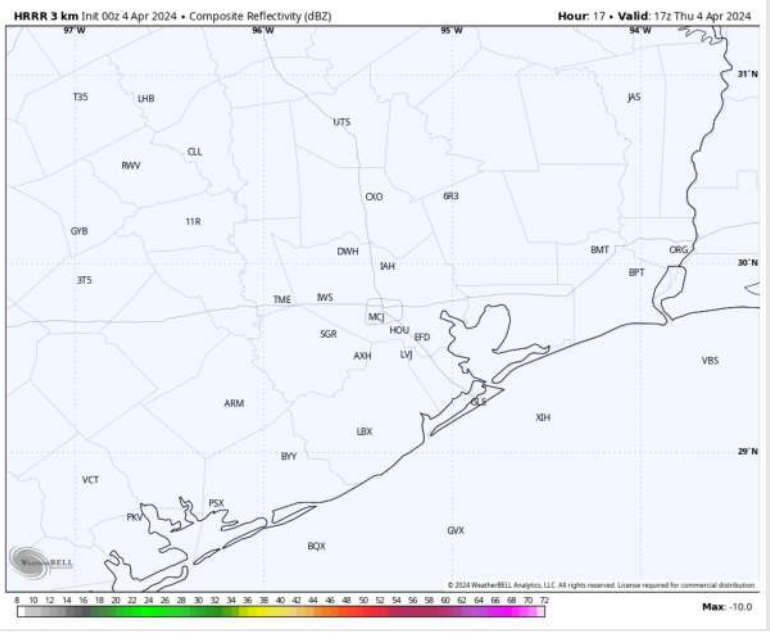 HRRR 3 km Init 00z 4 Apr 2024 • Composite Reflectivity (dBZ) Hour: 17 • Valid: 17z Thu 4 Apr 2024
97°W 96°W 95°W 94°W
31°N
T35 LHB JAS
UTS
CLL
RWV
CXO 6R3
11R
GYB
DWH BMT ORG
IAH 30°N
3T5 BPT
TME IWS
MCJ
SGR HOU EFD
AXH LVJ VBS
ARM GLS
LBX XIH
BYY 29°N
VCT
PSX
PKV
GVX
BQX
WeatherBELL
© 2024 WeatherBELL Analytics, LLC. All rights reserved. License required for commercial distribution.
8 10 12 14 16 18 20 22 24 26 28 30 32 34 36 38 40 42 44 46 48 50 52 54 56 58 60 62 64 66 68 70 72 Max: -10.0